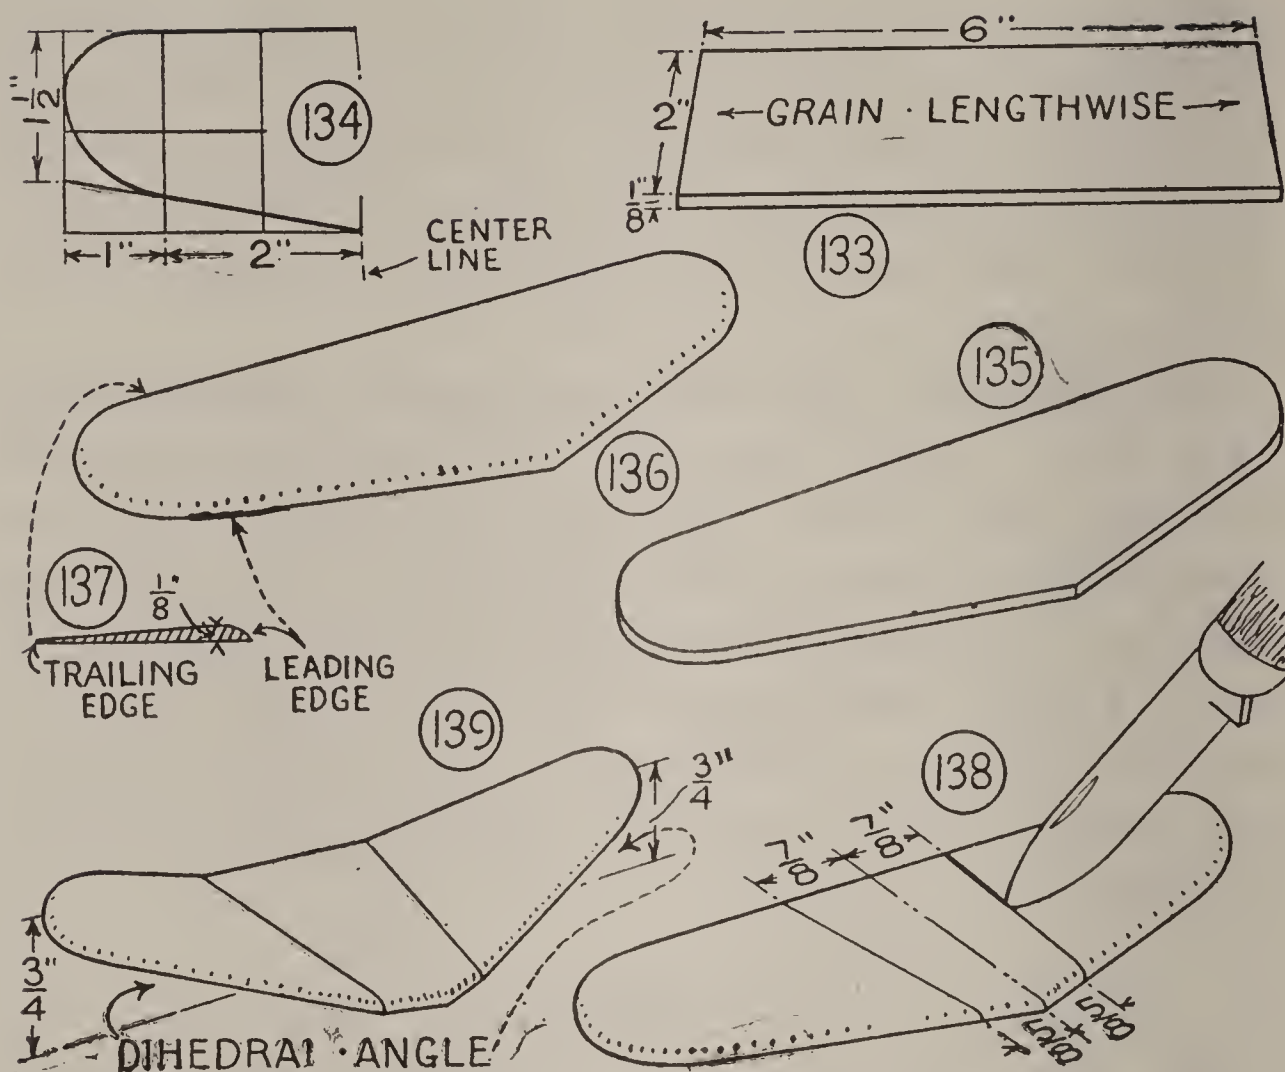 6"
1 1/2"
134
2"
GRAIN · LENGTHWISE
1/8"
1" 2"
CENTER
LINE
133
135
136
137
1/8"
TRAILING
EDGE
LEADING
EDGE
139
138
3/4"
7/8" 7/8"
3/4"
5/8 5/8
DIHEDRAL · ANGLE